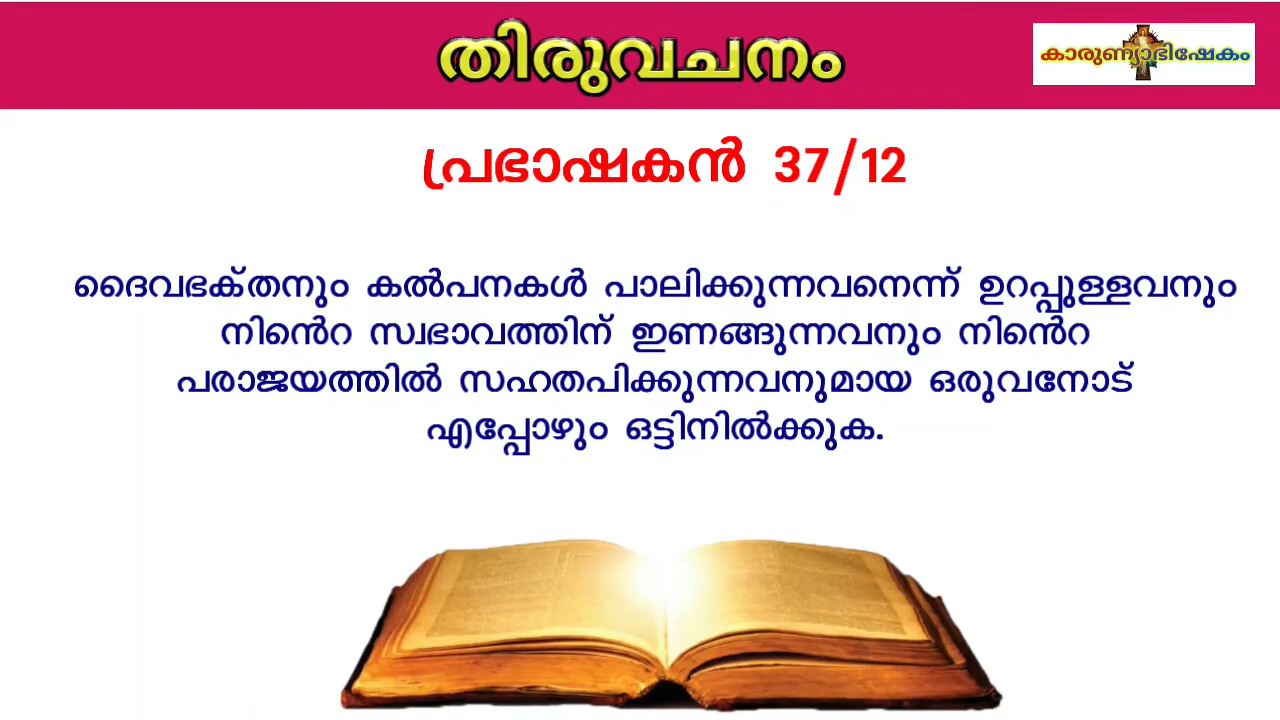 തിരുവചനം
കാരുണ്യാഭിഷേകം
പ്രഭാഷകൻ 37/12
ദൈവഭക്‌തനും കൽപനകൾ പാലിക്കുന്നവനെന്ന് ഉറപ്പുള്ളവനും
നിൻെറ സ്വഭാവത്തിന് ഇണങ്ങുന്നവനും നിൻെറ
പരാജയത്തിൽ സഹതപിക്കുന്നവനുമായ ഒരുവനോട്
എപ്പോഴും ഒട്ടിനിൽക്കുക.